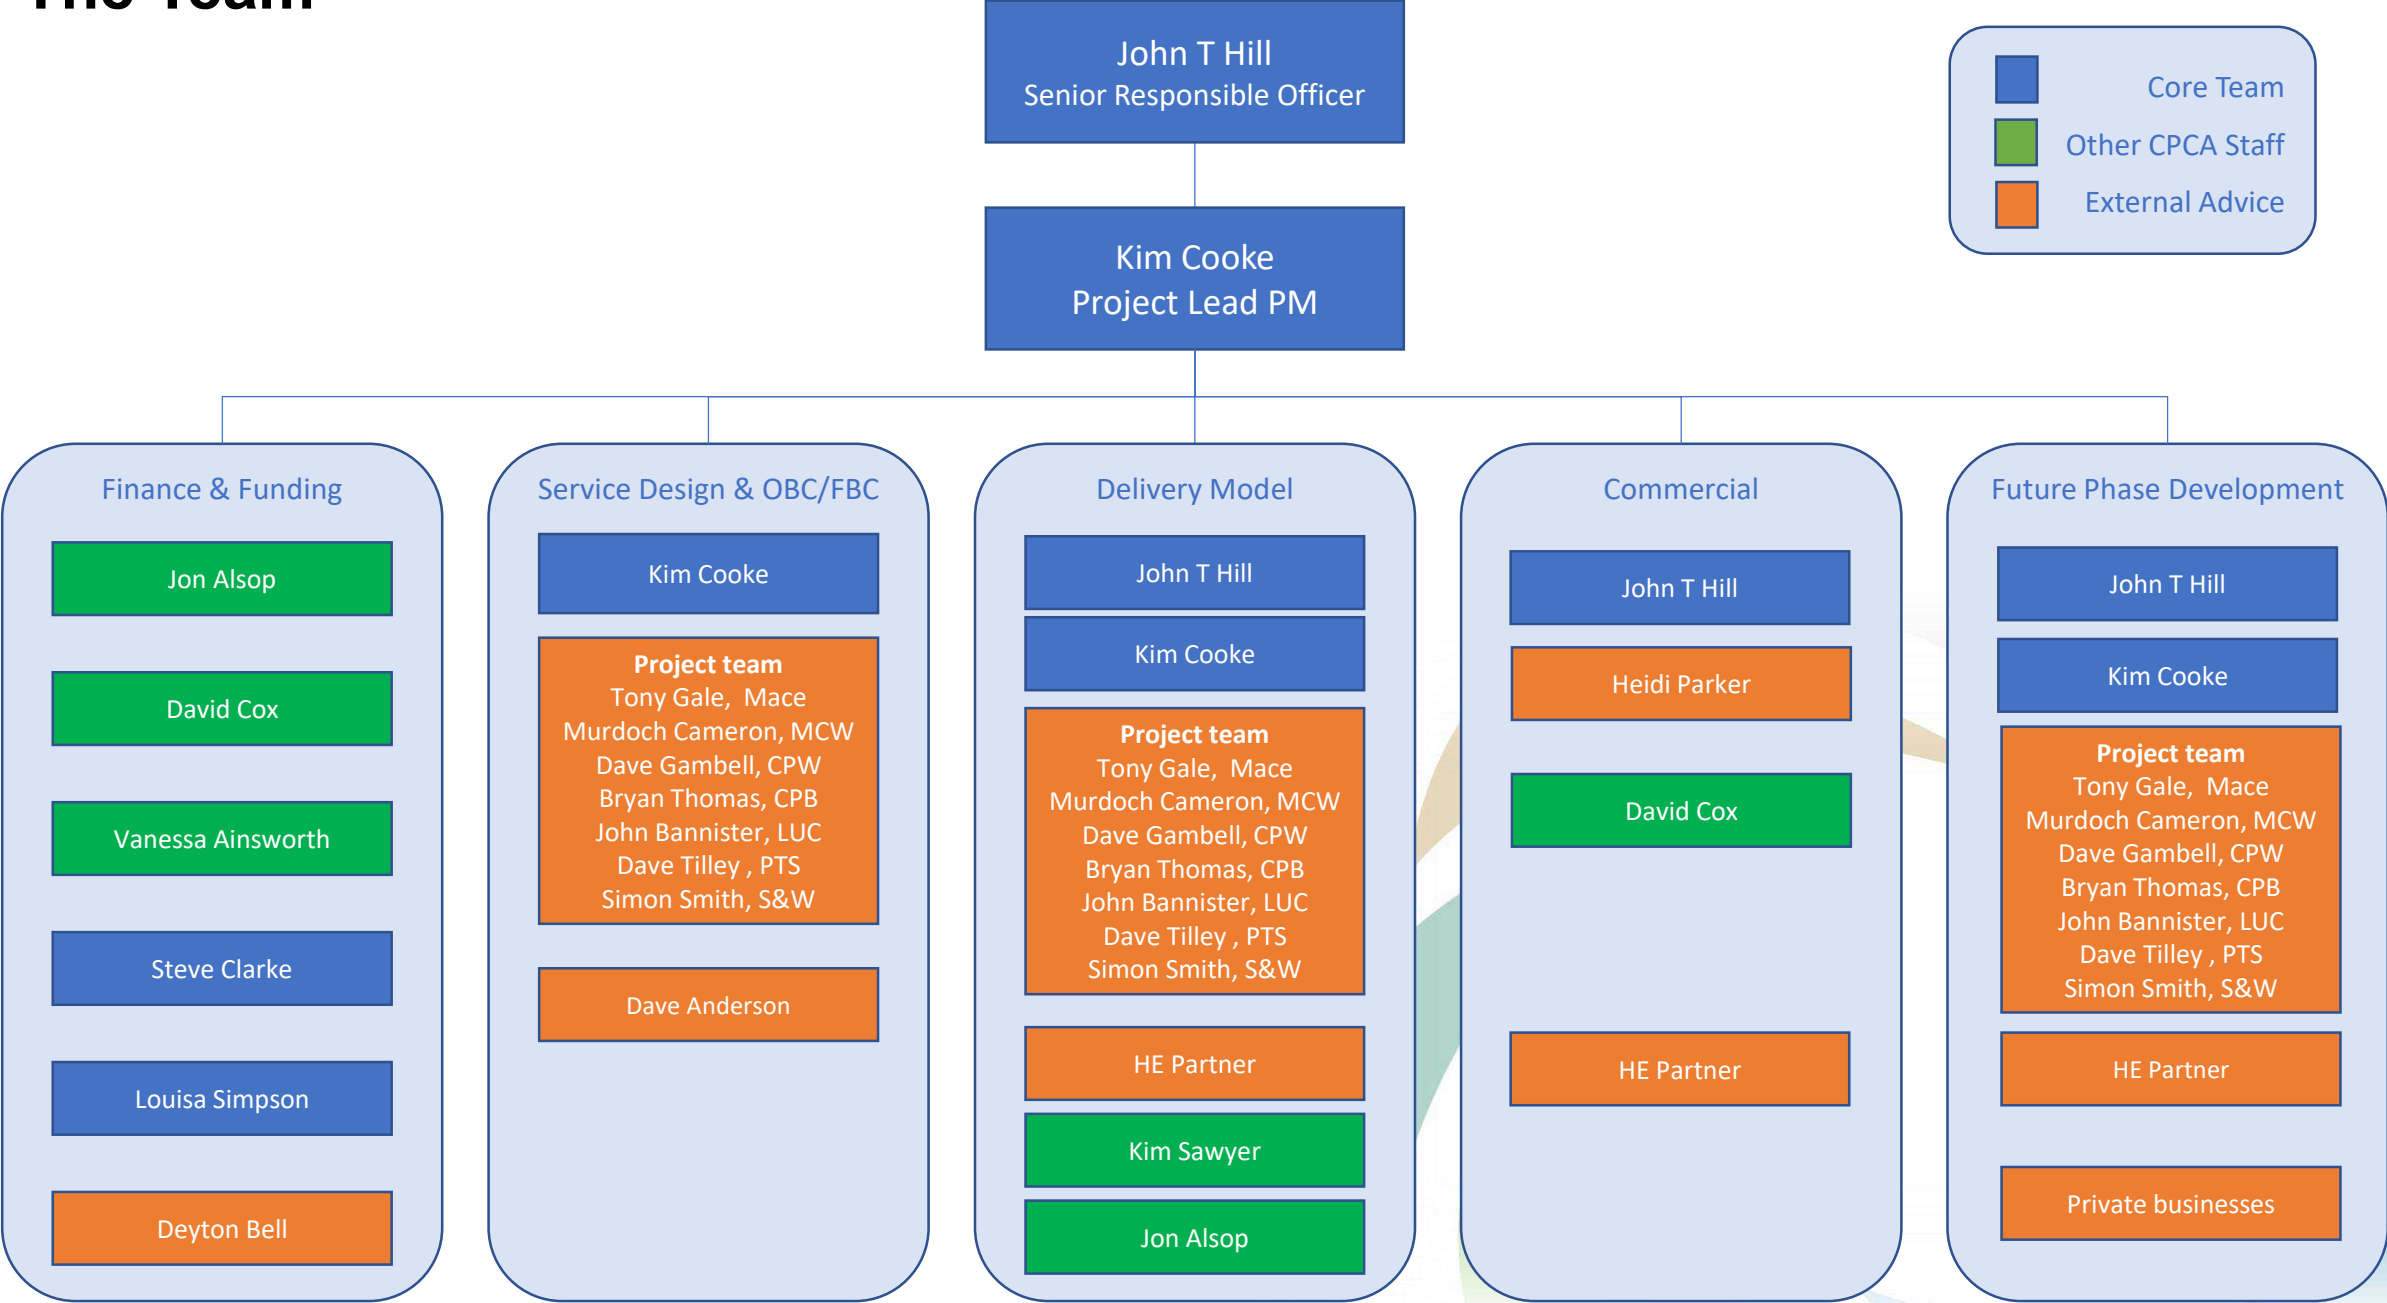 The Team
John T Hill
Senior Responsible Officer
Core Team
Other CPCA Staff
External Advice
Kim Cooke
Project Lead PM
Finance & Funding
Jon Alsop
David Cox
Vanessa Ainsworth
Steve Clarke
Louisa Simpson
Deyton Bell
Service Design & OBC/FBC
Kim Cooke
Project team
Tony Gale,  Mace
Murdoch Cameron, MCW
Dave Gambell, CPW
Bryan Thomas, CPB
John Bannister, LUC
Dave Tilley , PTS
Simon Smith, S&W
Dave Anderson
Delivery Model
John T Hill
Kim Cooke
Project team
Tony Gale,  Mace
Murdoch Cameron, MCW
Dave Gambell, CPW
Bryan Thomas, CPB
John Bannister, LUC
Dave Tilley , PTS
Simon Smith, S&W
HE Partner
Kim Sawyer
Jon Alsop
Commercial
John T Hill
Heidi Parker
David Cox
HE Partner
Future Phase Development
John T Hill
Kim Cooke
Project team
Tony Gale,  Mace
Murdoch Cameron, MCW
Dave Gambell, CPW
Bryan Thomas, CPB
John Bannister, LUC
Dave Tilley , PTS
Simon Smith, S&W
HE Partner
Private businesses